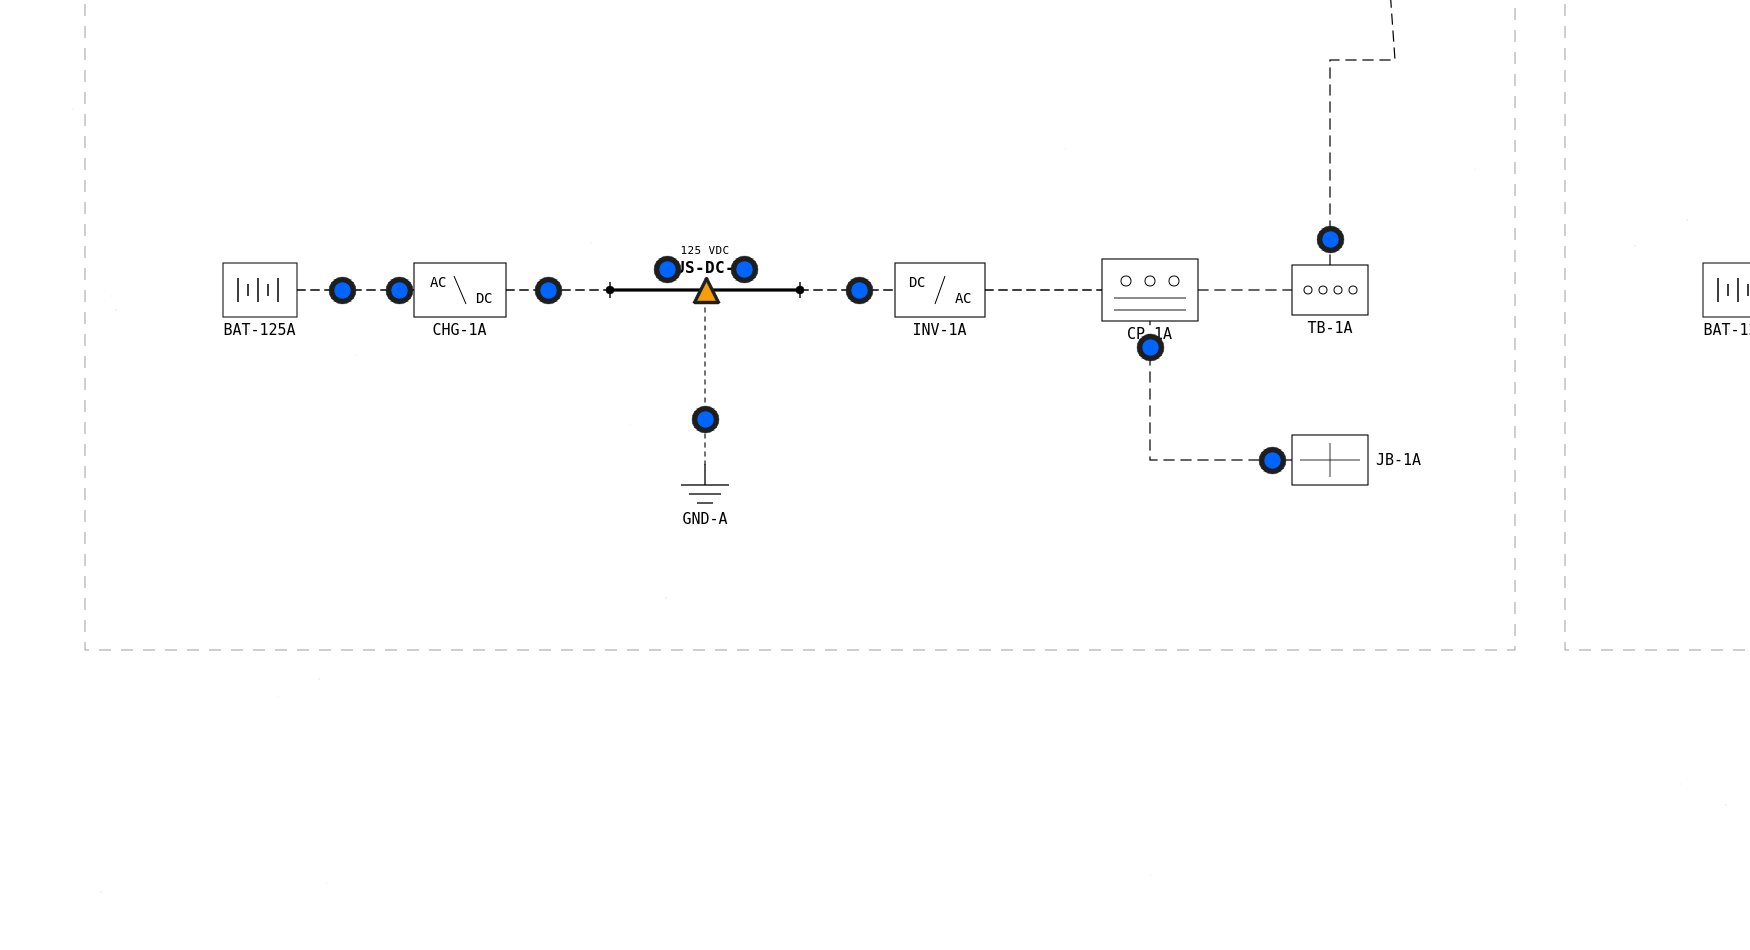 125 VDC
AC
DC
DC
AC
BAT-125A
CHG-1A
INV-1A
TB-1A
JB-1A
GND-A